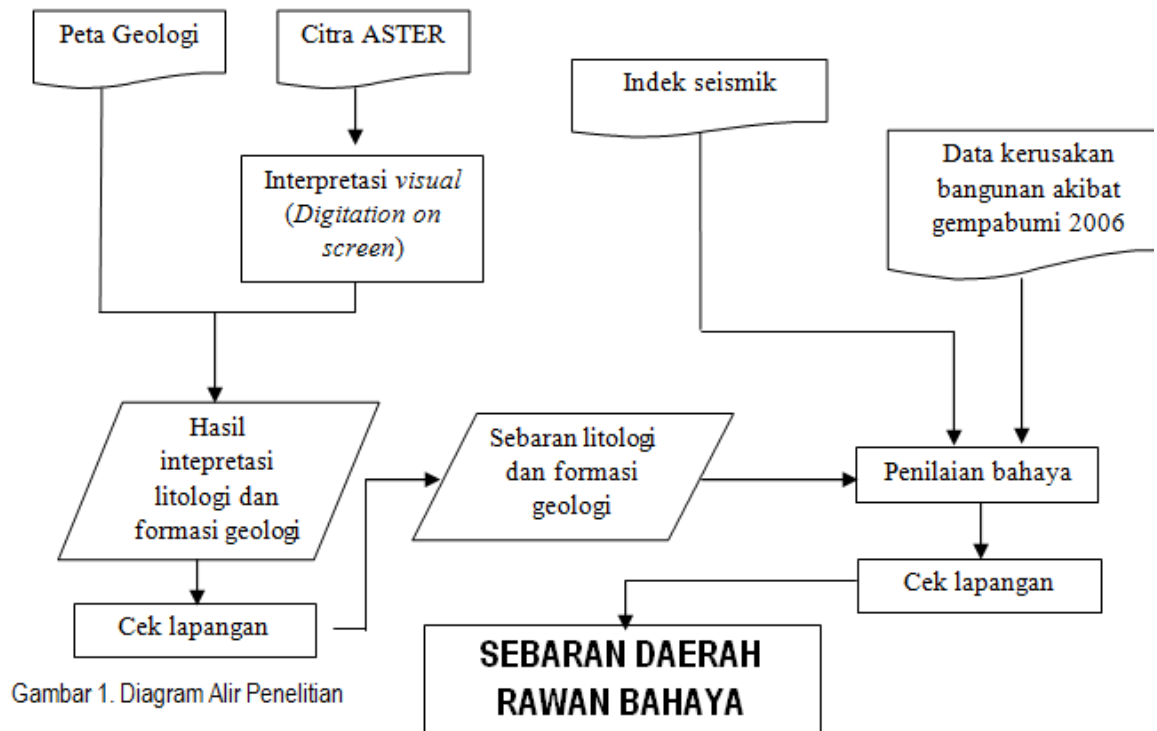 Peta Geologi
Citra ASTER
Indek seismik
Data kerusakan
bangunan akibat
gempabumi 2006
Interpretasi visual
(Digitation on
screen)
Hasil
intepretasi
litologi dan
formasi geologi
Sebaran litologi
dan formasi
geologi
Penilaian bahaya
Cek lapangan
Cek lapangan
SEBARAN DAERAH
RAWAN BAHAYA
Gambar 1. Diagram Alir Penelitian